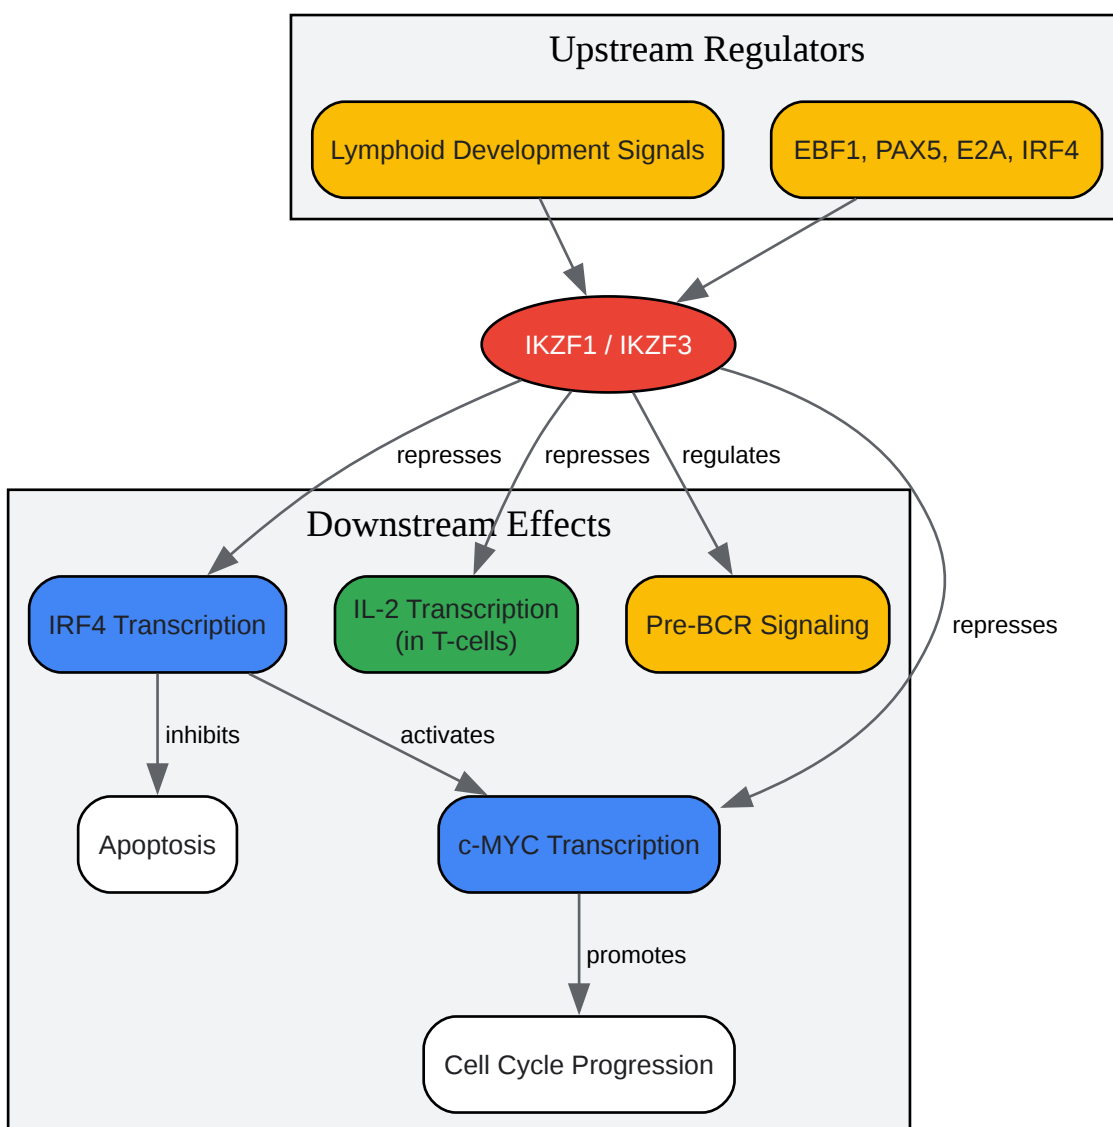 Upstream Regulators
Lymphoid Development Signals
EBF1, PAX5, E2A, IRF4
IKZF1 / IKZF3
represses
represses
regulates
represses
Downstream Effects
IRF4 Transcription
IL-2 Transcription
(in T-cells)
Pre-BCR Signaling
inhibits
activates
Apoptosis
c-MYC Transcription
promotes
Cell Cycle Progression